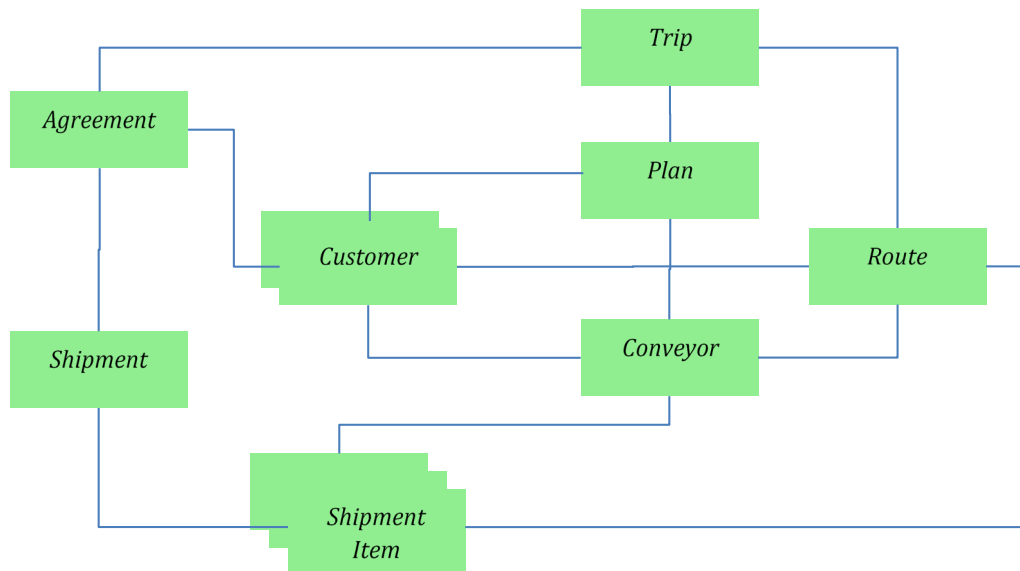 Trip
Agreement
Plan
Customer
Route
Conveyor
Shipment
Shipment
Item